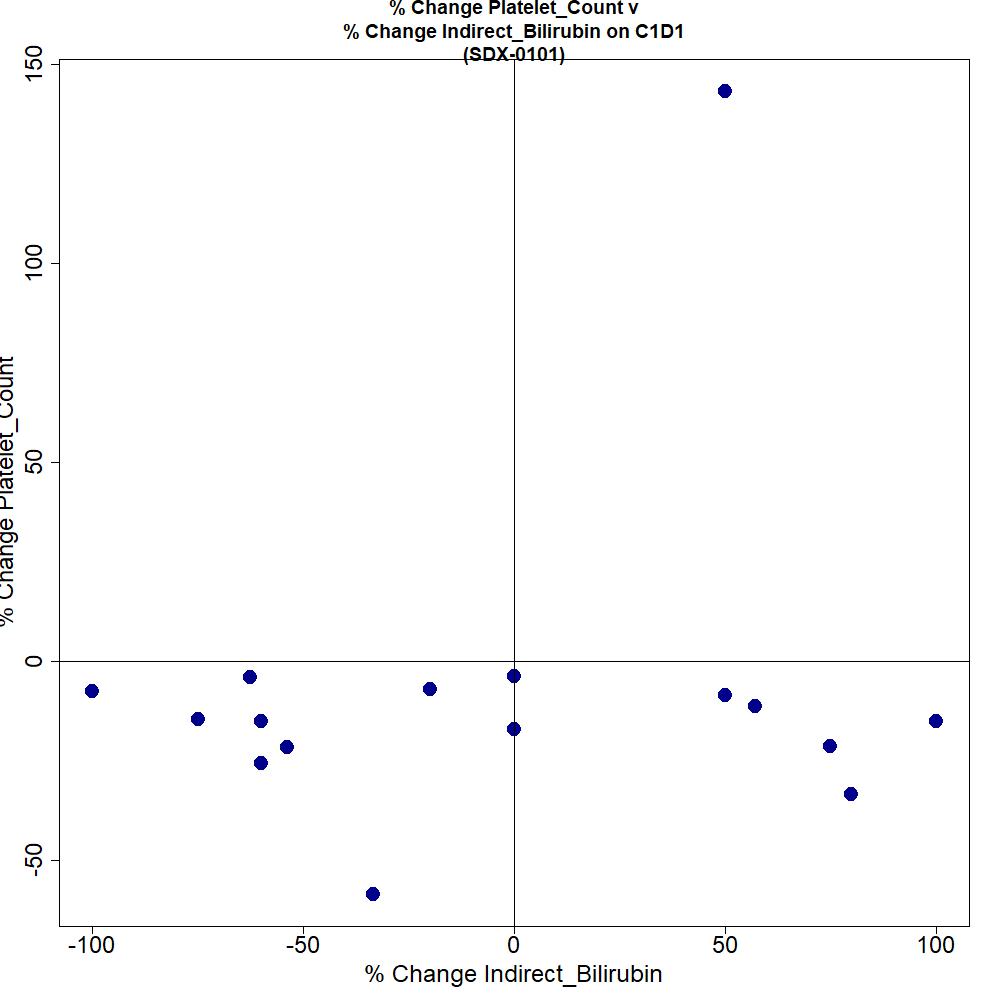 % Change Platelet_Count v
% Change Indirect_Bilirubin on C1D1
(SDX-0101)
150
100
50
0
-50
% Change Platelet_Count
-100
-50
0
50
100
% Change Indirect_Bilirubin